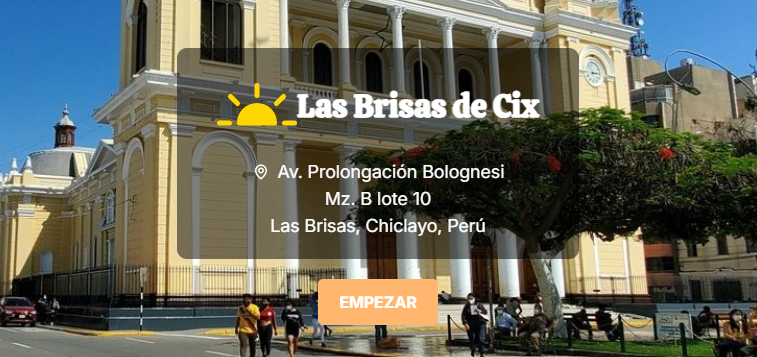 Las Brisas de Cix
Av. Prolongación Bolognesi
Mz. B lote 10
Las Brisas, Chiclayo, Perú
EMPEZAR